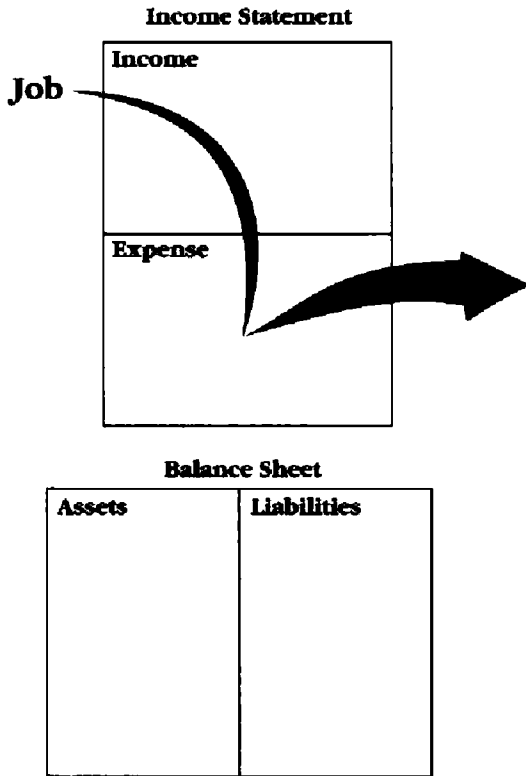 Income Statement
Income
Job
Expense
Balance Sheet
Assets
Liabilities